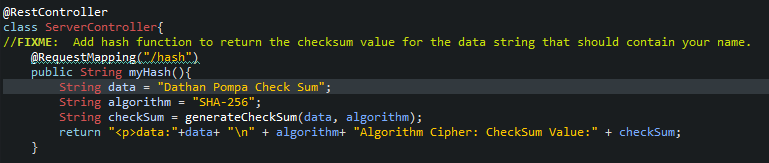 @RestController
class ServerController{
//FIXME:  Add hash function to return the checksum value for the data string that should contain your name.
    @RequestMapping("/hash")
    public String myHash(){
        String data = "Dathan Pompa Check Sum";
        String algorithm = "SHA-256";
        String checkSum = generateCheckSum(data, algorithm);
        return "<p>data:"+data+ "\n" + algorithm+ "Algorithm Cipher: CheckSum Value:" + checkSum;
    }